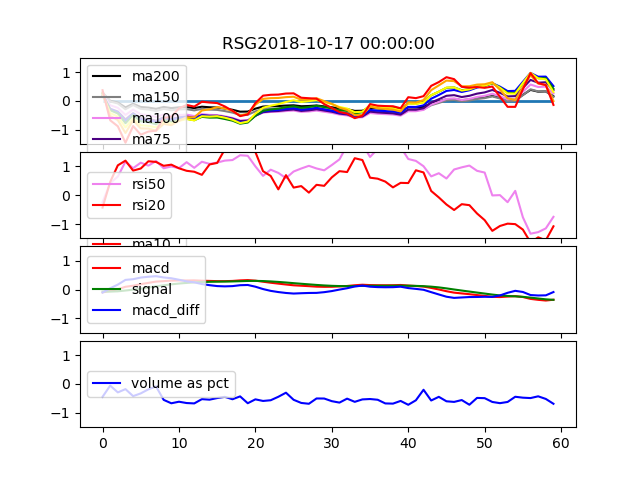 RSG2018-10-17 00:00:00
1
0
−1
ma200
ma150
ma100
ma75
1
0
−1
rsi50
rsi20
ma10
1
0
−1
macd
signal
macd_diff
1
0
−1
volume as pct
0 10 20 30 40 50 60